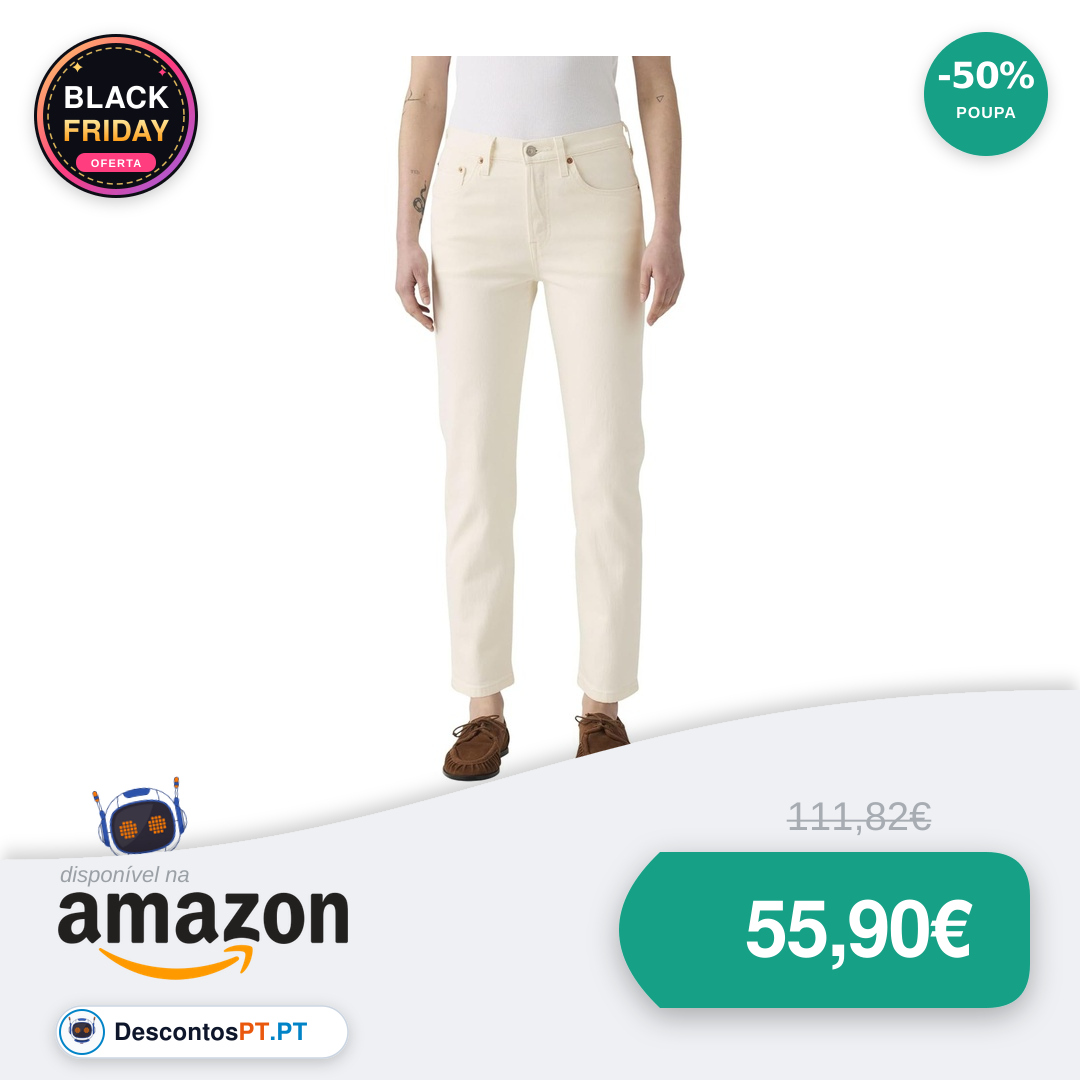 BLACK
FRIDAY
OFERTA
-50%
POUPA
111,82€
55,90€
disponível na
amazon
DescontosPT.PT